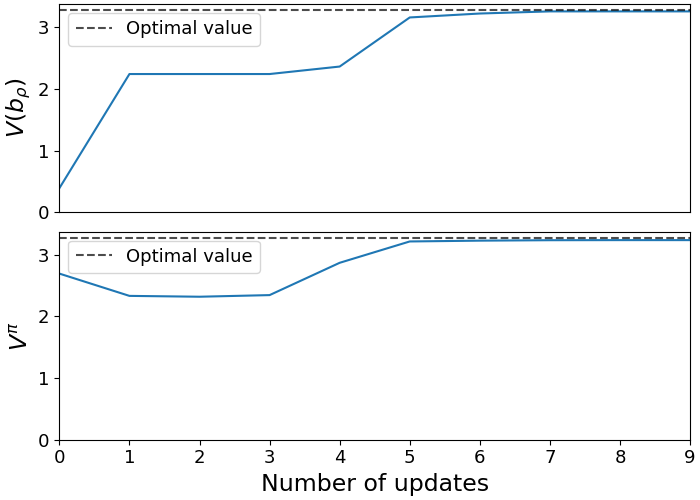 3
2
1
0
V(b_ρ)
Optimal value
3
2
1
0
V^π
Optimal value
0 1 2 3 4 5 6 7 8 9
Number of updates